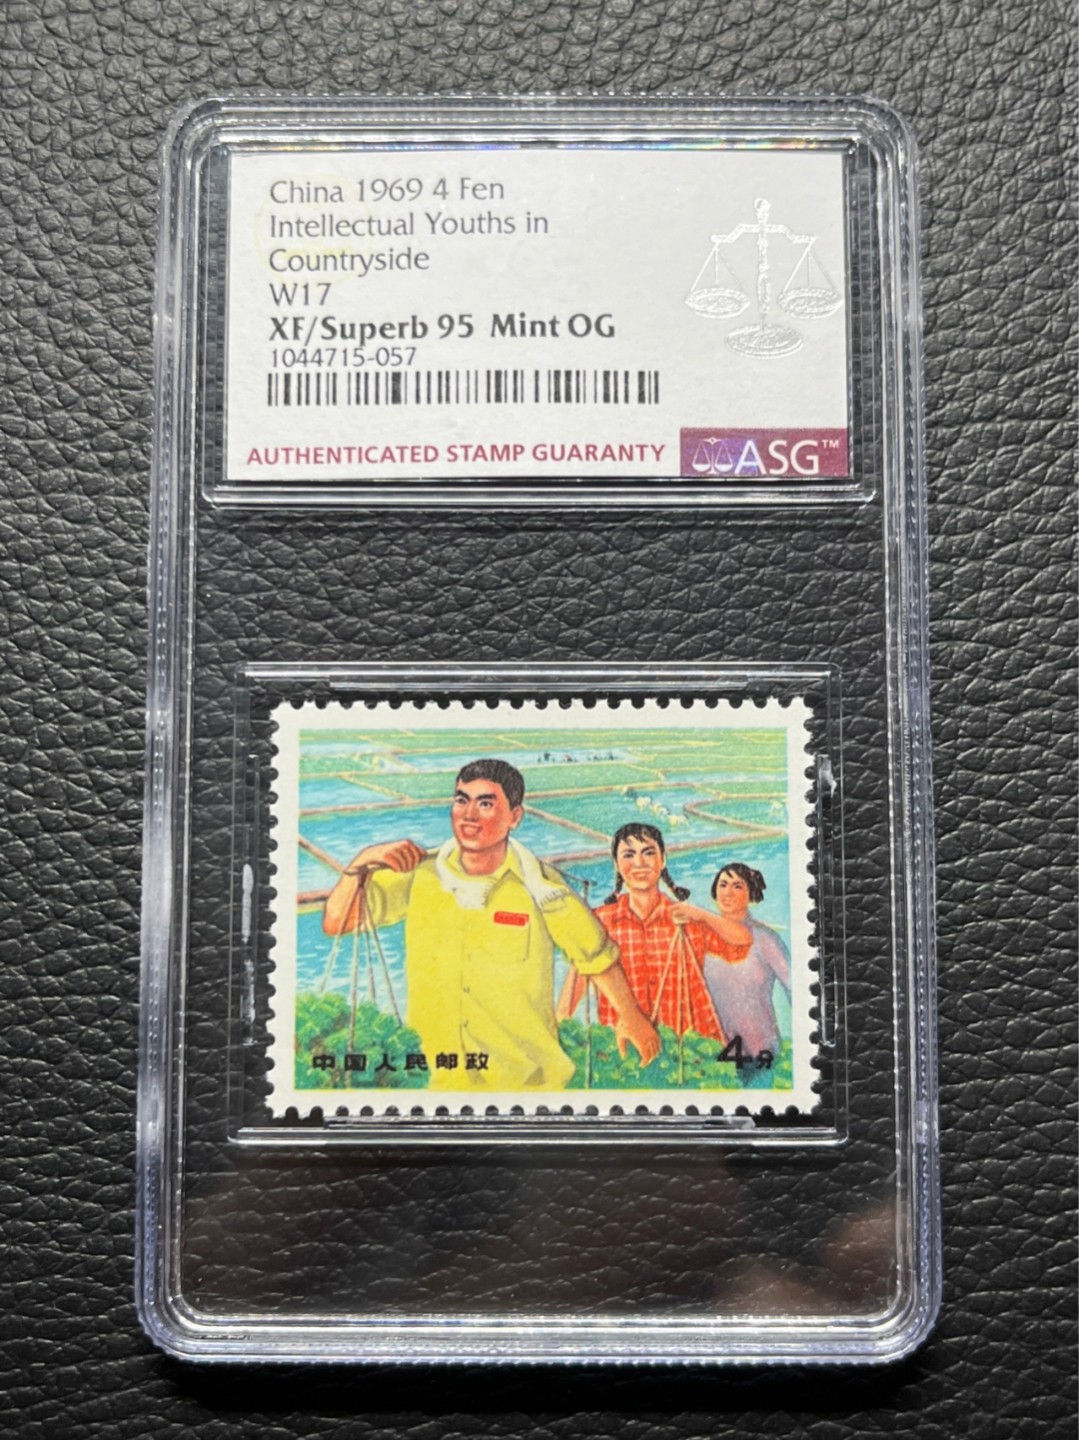 China 1969 4 Fen
Intellectual Youths in
Countryside
W17
XF/Superb 95 Mint OG
1044715-057
AUTHENTICATED STAMP GUARANTY
ASG™
中国人民邮政
4分